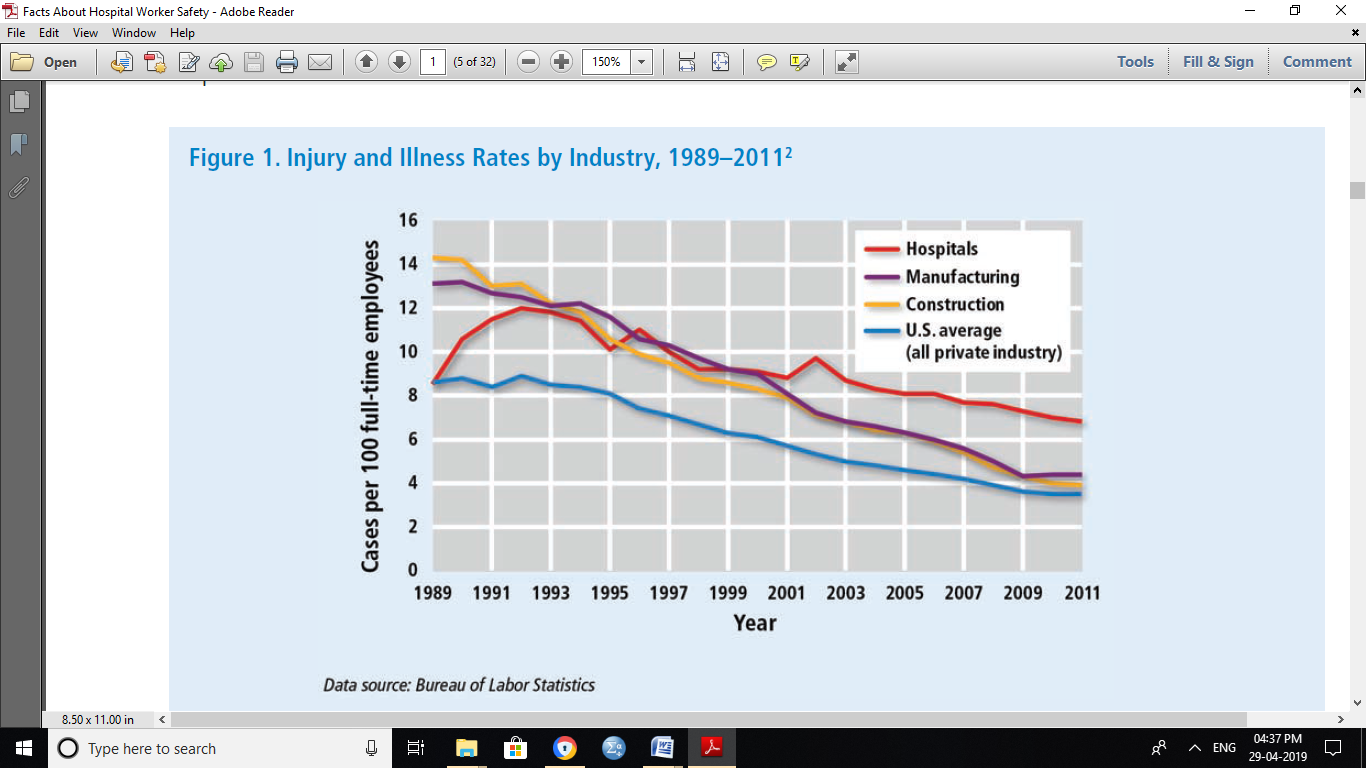 Facts About Hospital Worker Safety - Adobe Reader
File Edit View Window Help
Open 1 (5 of 32) 150% Tools Fill & Sign Comment
Figure 1. Injury and Illness Rates by Industry, 1989–2011²
Cases per 100 full-time employees
16
14
12
10
8
6
4
2
0
Hospitals
Manufacturing
Construction
U.S. average
(all private industry)
1989 1991 1993 1995 1997 1999 2001 2003 2005 2007 2009 2011
Year
Data source: Bureau of Labor Statistics
8.50 x 11.00 in
Type here to search
ENG
04:37 PM
29-04-2019